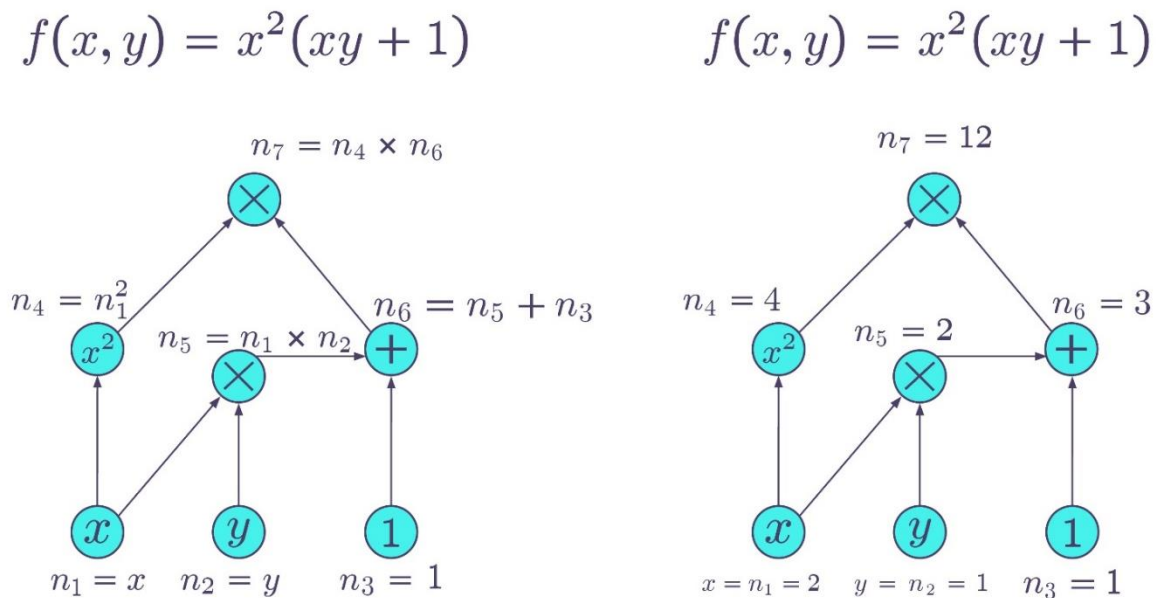 f(x, y) = x²(xy + 1)
n₇ = n₄ × n₆
×
n₄ = n₁²
n₆ = n₅ + n₃
x²
n₅ = n₁ × n₂
×
+
x
y
1
n₁ = x
n₂ = y
n₃ = 1
f(x, y) = x²(xy + 1)
n₇ = 12
×
n₄ = 4
n₆ = 3
x²
n₅ = 2
×
+
x
y
1
x = n₁ = 2
y = n₂ = 1
n₃ = 1